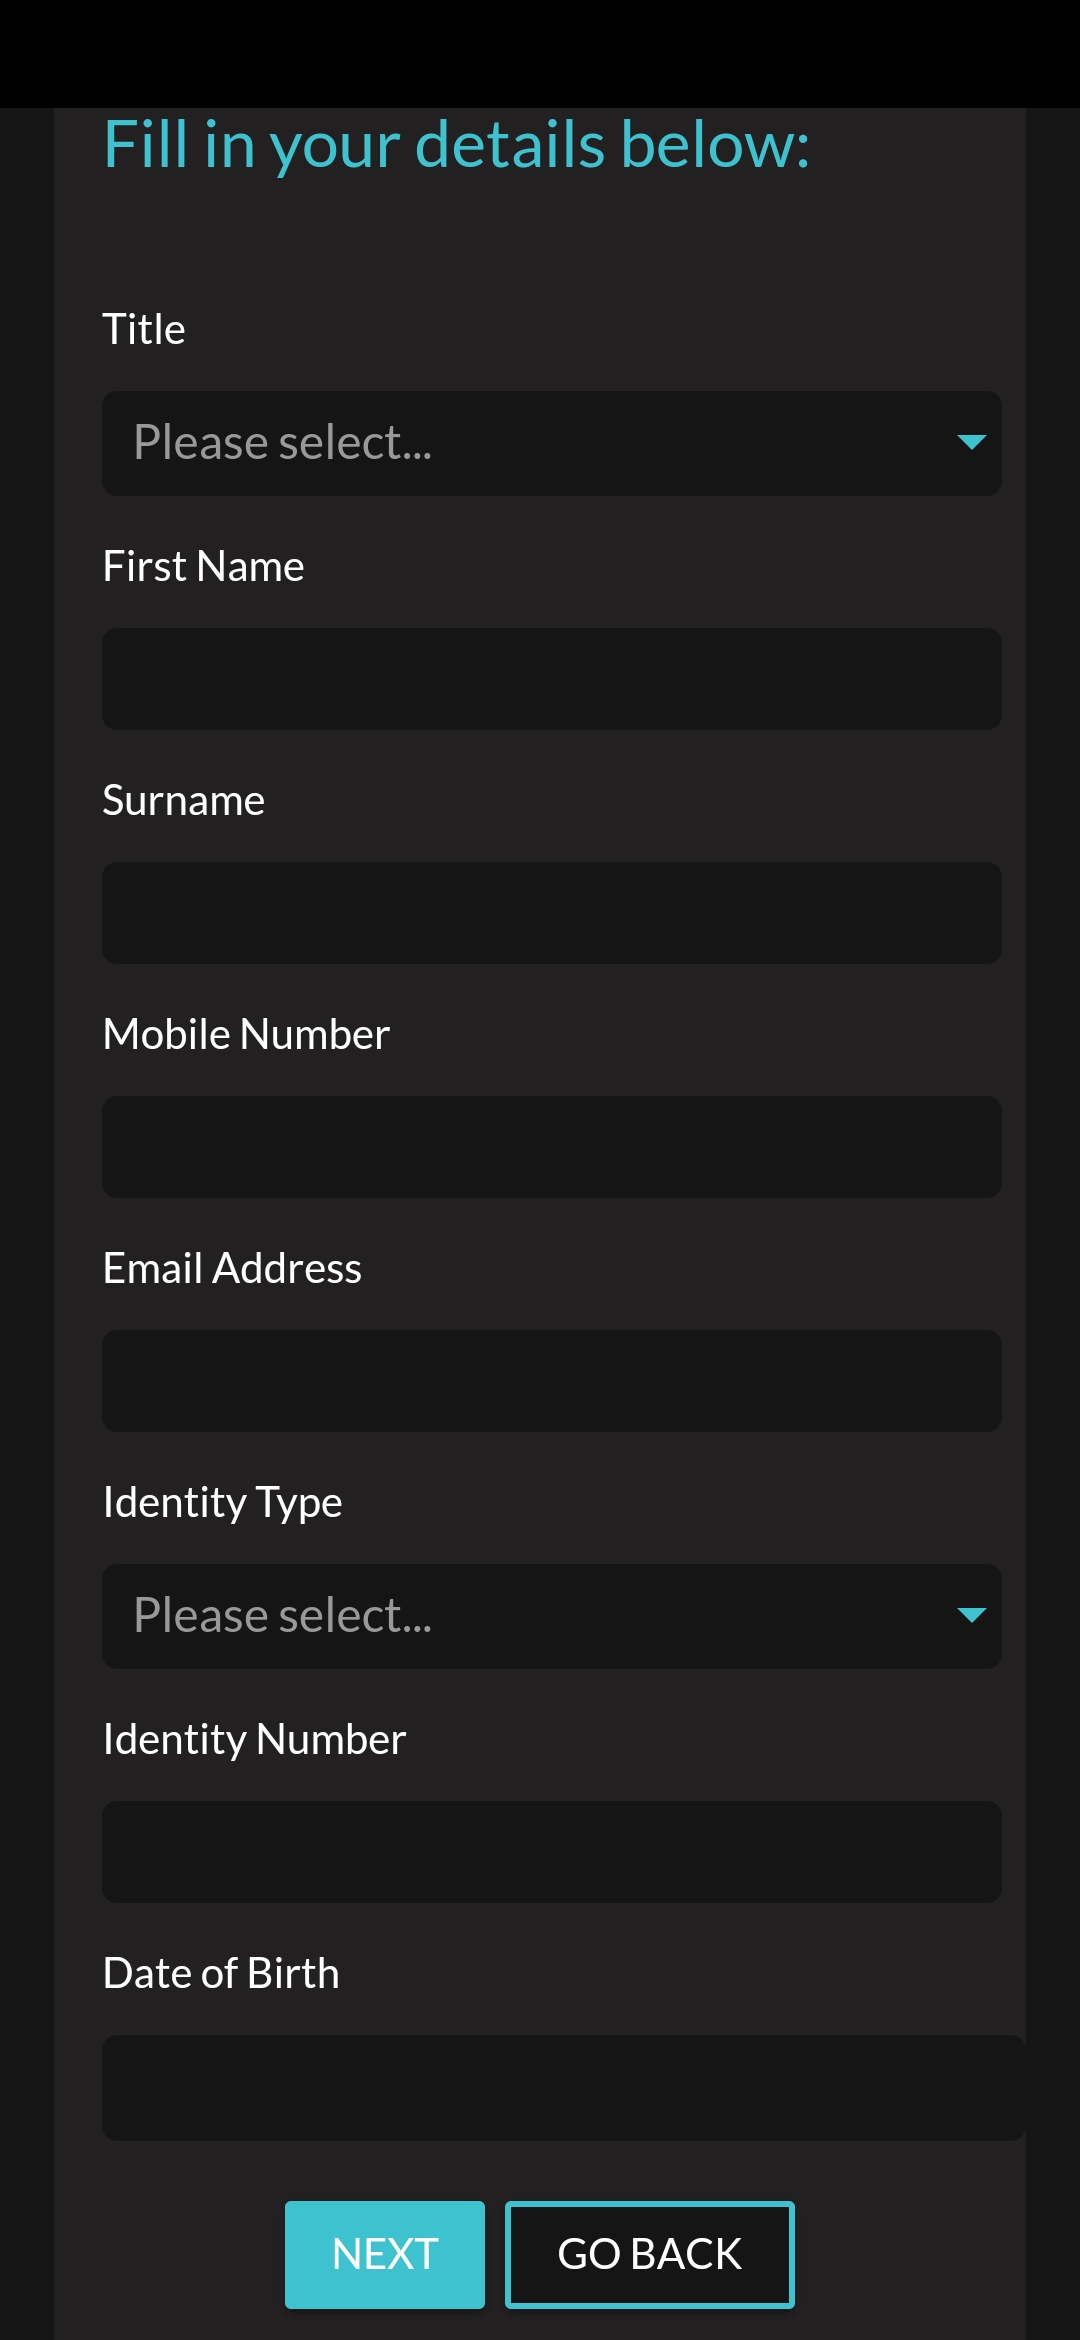 Fill in your details below:
Title
Please select...
First Name
Surname
Mobile Number
Email Address
Identity Type
Please select...
Identity Number
Date of Birth
NEXT GO BACK